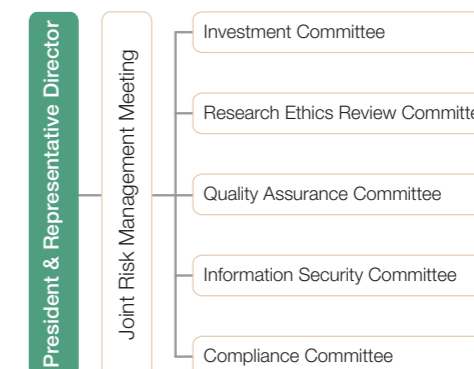 President & Representative Director
Joint Risk Management Meeting
Investment Committee
Research Ethics Review Committe
Quality Assurance Committee
Information Security Committee
Compliance Committee